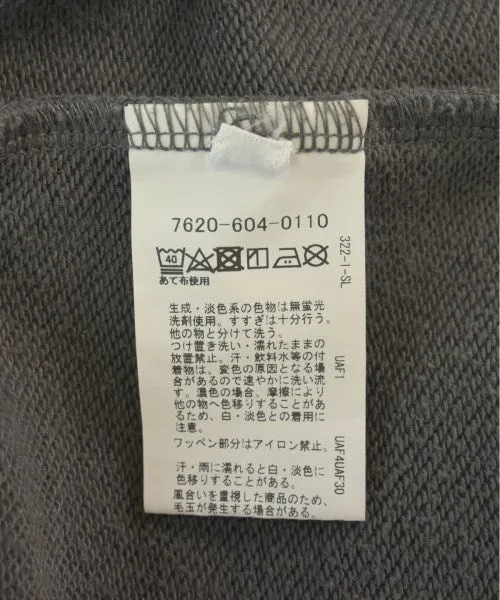 7620-604-0110
40
あて布使用
生成・淡色系の色物は無蛍光
洗剤使用。すすぎは十分行う。
他の物と分けて洗う。
つけ置き洗い・濡れたままの
放置禁止。汗・飲料水等の付
着物は、変色の原因となる場
合があるので速やかに洗い流
す。濃色の場合、摩擦により
他の物へ色移りすることがあ
るため、白・淡色との着用に
注意。
ワッペン部分はアイロン禁止。
汗・雨に濡れると白・淡色に
色移りすることがある。
風合いを重視した商品のため、
毛玉が発生する場合がある。
322-1-SL
UAF1
UAF4UAF30